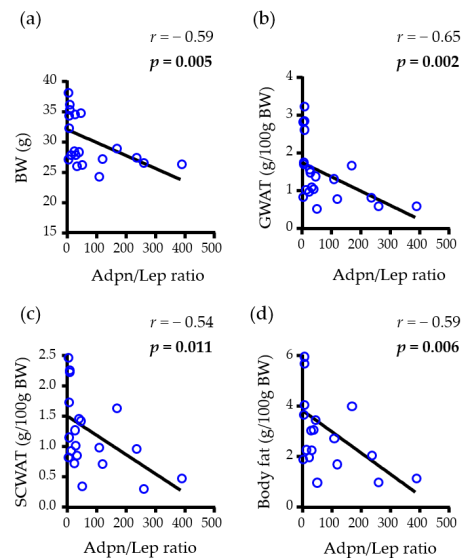 (a)
r = − 0.59
p = 0.005
40
35
30
25
20
15
BW (g)
0 100 200 300 400 500
Adpn/Lep ratio
(b)
r = − 0.65
p = 0.002
4
3
2
1
0
GWAT (g/100g BW)
0 100 200 300 400 500
Adpn/Lep ratio
(c)
r = − 0.54
p = 0.011
2.5
2.0
1.5
1.0
0.5
0.0
SCWAT (g/100g BW)
0 100 200 300 400 500
Adpn/Lep ratio
(d)
r = − 0.59
p = 0.006
6
4
2
0
Body fat (g/100g BW)
0 100 200 300 400 500
Adpn/Lep ratio